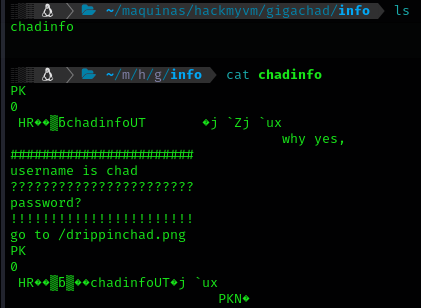 ~/maquinas/hackmyvm/gigachad/info ls
chadinfo
~/m/h/g/info cat chadinfo
PK
0
HR��▒ƃchadinfoUT �j `Zj `ux
why yes,
#######################
username is chad
???????????????????????
password?
!!!!!!!!!!!!!!!!!!!!!!!
go to /drippinchad.png
PK
0
HR��▒ƃ▒��chadinfoUT�j `ux
PKN�